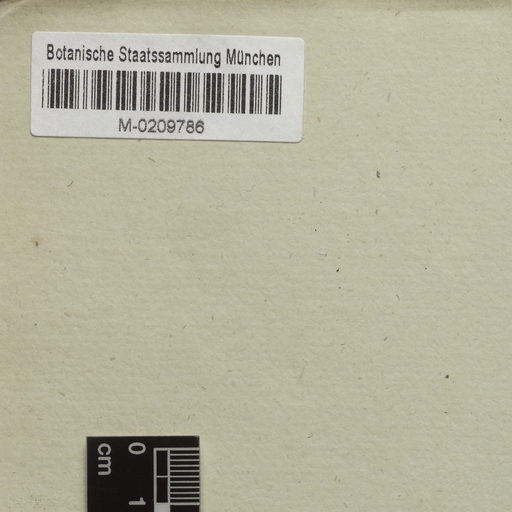 Botanische Staatssammlung München
M-0209786
cm
0
1